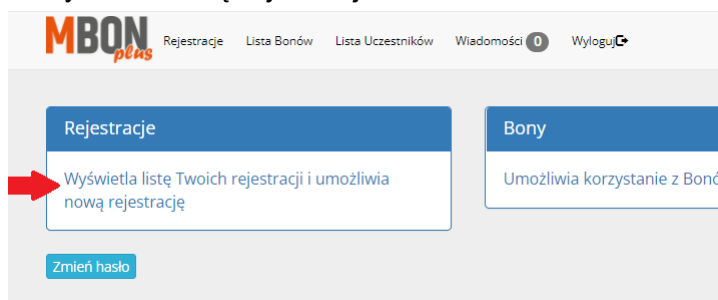 MBON plus Rejestracje Lista Bonów Lista Uczestników Wiadomości 0 Wyloguj
Rejestracje
Wyświetla listę Twoich rejestracji i umożliwia
nową rejestrację
Bony
Umożliwia korzystanie z
Zmień hasło